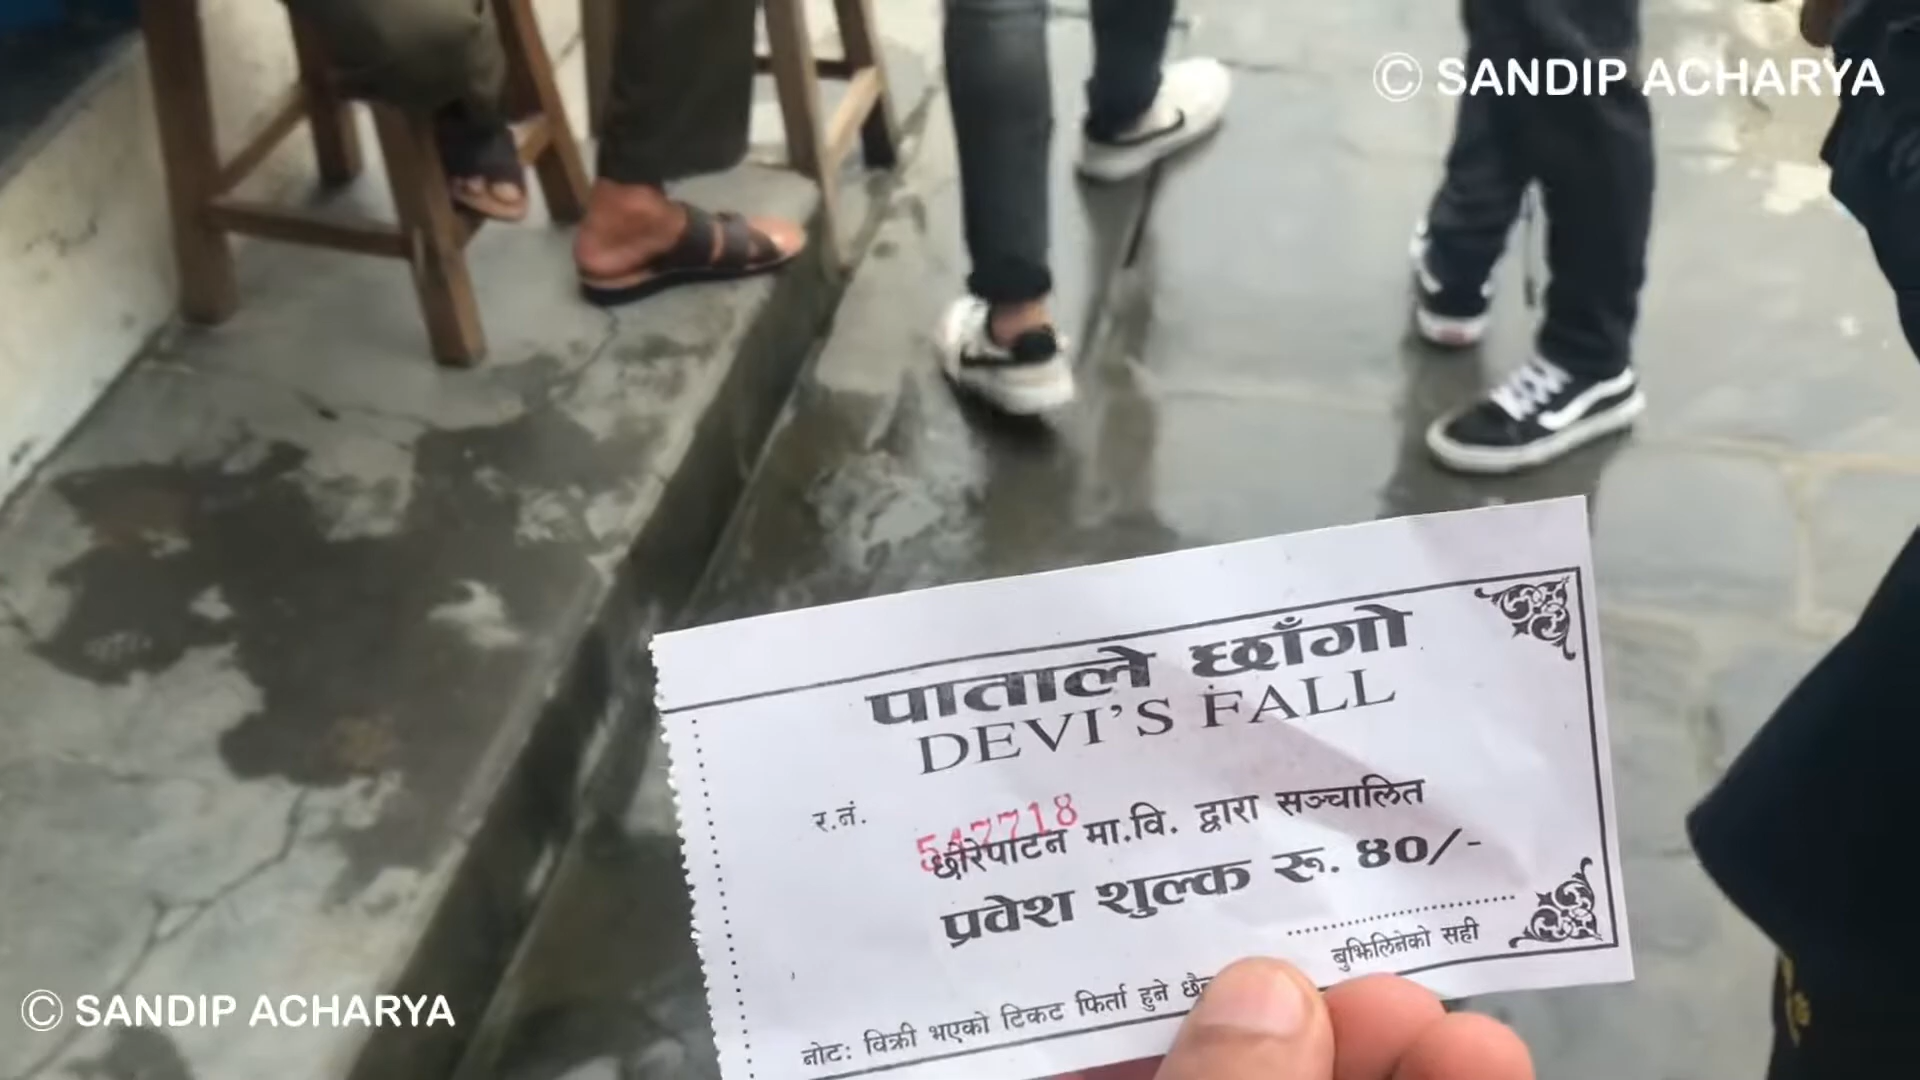 © SANDIP ACHARYA
पाताले छाँगो
DEVI'S FALL
र.नं.
547718
छोरेपाटन मा.वि. द्वारा सञ्चालित
प्रवेश शुल्क रू. ४०/-
बुझिलिनेको सही
नोटः विक्री भएको टिकट फिर्ता हुने
© SANDIP ACHARYA